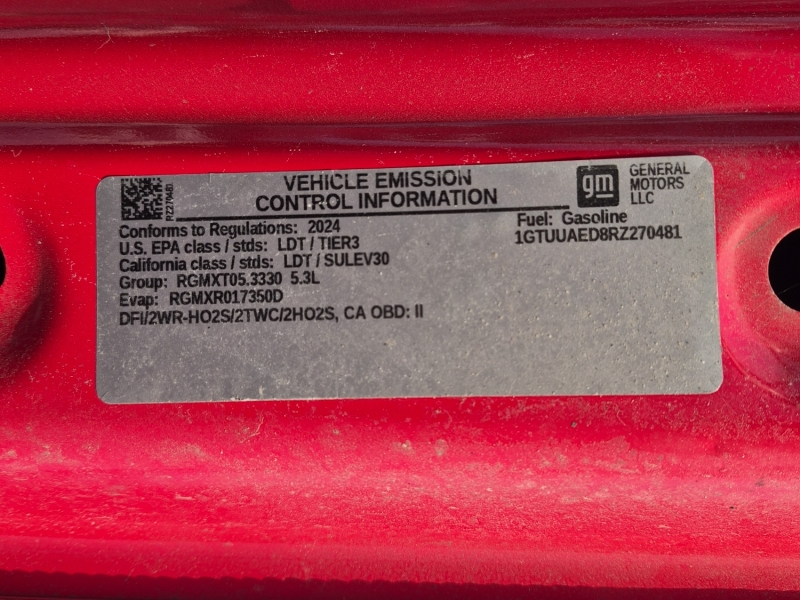 VEHICLE EMISSION
CONTROL INFORMATION
gm
GENERAL
MOTORS
LLC
RZ270481
Conforms to Regulations: 2024
U.S. EPA class / stds: LDT / TIER3
California class / stds: LDT / SULEV30
Group: RGMXT05.3330 5.3L
Evap: RGMXR017350D
DFI/2WR-HO2S/2TWC/2HO2S, CA OBD: II
Fuel: Gasoline
1GTUUAED8RZ270481